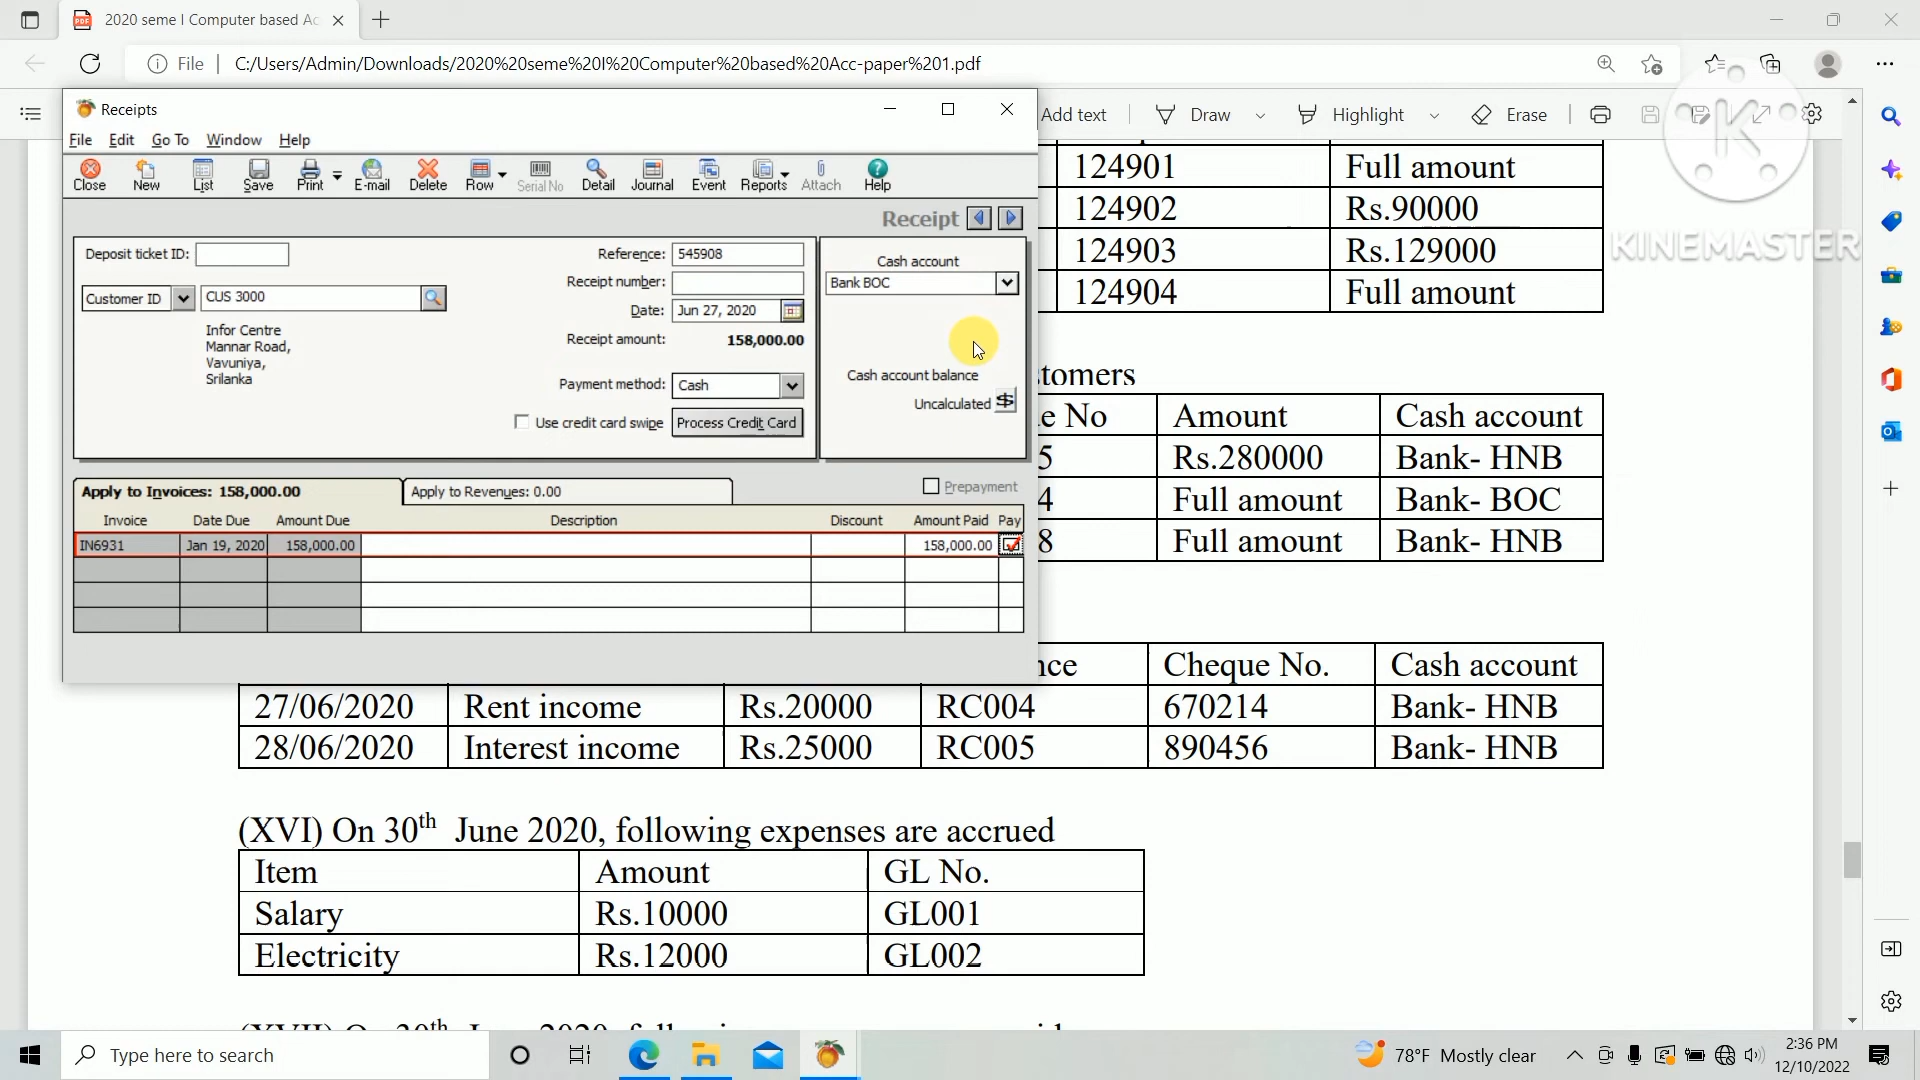 2020 seme I Computer based Ac
File
C:/Users/Admin/Downloads/2020%20seme%20I%20Computer%20based%20Acc-paper%201.pdf
Add text
Draw
Highlight
Erase
KINEMASTER
Receipts
File Edit Go To Window Help
Close New List Save Print E-mail Delete Row Serial No Detail Journal Event Reports Attach Help
Receipt
Deposit ticket ID:
Customer ID CUS 3000
Infor Centre
Mannar Road,
Vavuniya,
Srilanka
Reference: 545908
Receipt number:
Date: Jun 27, 2020
Receipt amount: 158,000.00
Payment method: Cash
Use credit card swipe Process Credit Card
Cash account
Bank BOC
Cash account balance
Uncalculated
Apply to Invoices: 158,000.00 Apply to Revenues: 0.00 Prepayment
Invoice Date Due Amount Due Description Discount Amount Paid Pay
IN6931 Jan 19, 2020 158,000.00 158,000.00
124901 Full amount
124902 Rs.90000
124903 Rs.129000
124904 Full amount
tomers
e No Amount Cash account
5 Rs.280000 Bank- HNB
4 Full amount Bank- BOC
8 Full amount Bank- HNB
nce Cheque No. Cash account
27/06/2020 Rent income Rs.20000 RC004 670214 Bank- HNB
28/06/2020 Interest income Rs.25000 RC005 890456 Bank- HNB
(XVI) On 30th June 2020, following expenses are accrued
Item Amount GL No.
Salary Rs.10000 GL001
Electricity Rs.12000 GL002
Type here to search
78°F Mostly clear
2:36 PM
12/10/2022